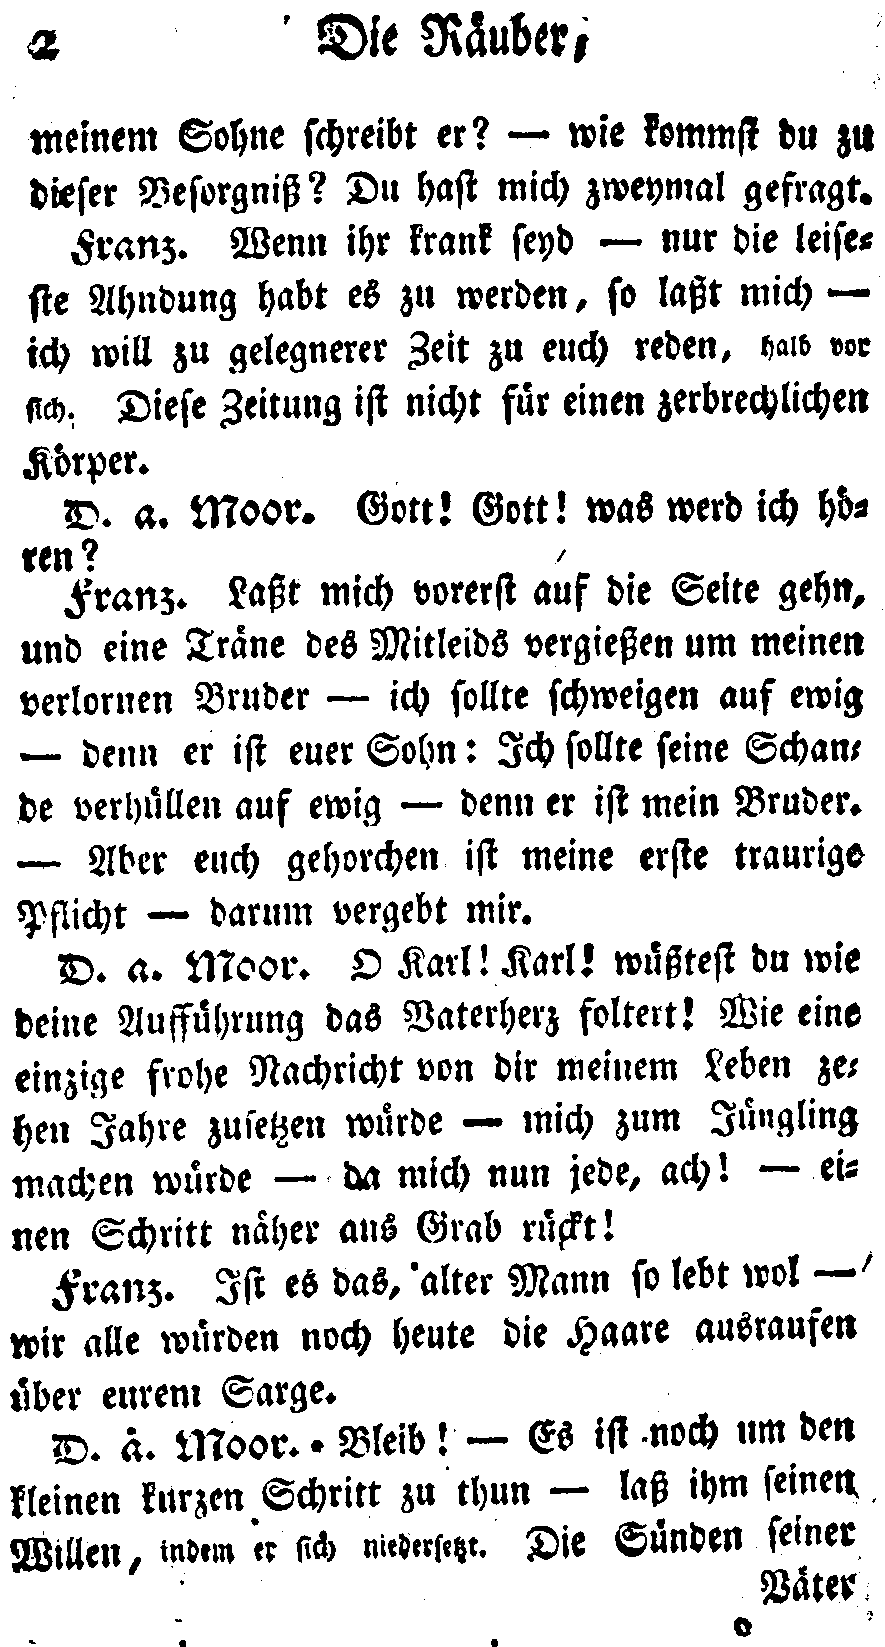 2 Die Räuber,
meinem Sohne schreibt er? — wie kommst du zu
dieser Besorgniß? Du hast mich zweymal gefragt.
Franz. Wenn ihr krank seyd — nur die leise-
ste Ahndung habt es zu werden, so laßt mich —
ich will zu gelegnerer Zeit zu euch reden, halb vor
sich. Diese Zeitung ist nicht für einen zerbrechlichen
Körper.
D. a. Moor. Gott! Gott! was werd ich hö-
ren?
Franz. Laßt mich vorerst auf die Seite gehn,
und eine Träne des Mitleids vergießen um meinen
verlornen Bruder — ich sollte schweigen auf ewig
— denn er ist euer Sohn: Ich sollte seine Schan-
de verhüllen auf ewig — denn er ist mein Bruder.
— Aber euch gehorchen ist meine erste traurige
Pflicht — darum vergebt mir.
D. a. Moor. O Karl! Karl! wüßtest du wie
deine Aufführung das Vaterherz foltert! Wie eine
einzige frohe Nachricht von dir meinem Leben ze-
hen Jahre zusetzen würde — mich zum Jüngling
machen würde — da mich nun jede, ach! — ei-
nen Schritt näher ans Grab rückt!
Franz. Ist es das, alter Mann so lebt wol —
wir alle würden noch heute die Haare ausraufen
über eurem Sarge.
D. a. Moor. Bleib! — Es ist noch um den
kleinen kurzen Schritt zu thun — laß ihm seinen
Willen, indem er sich niedersetzt. Die Sünden seiner
Väter